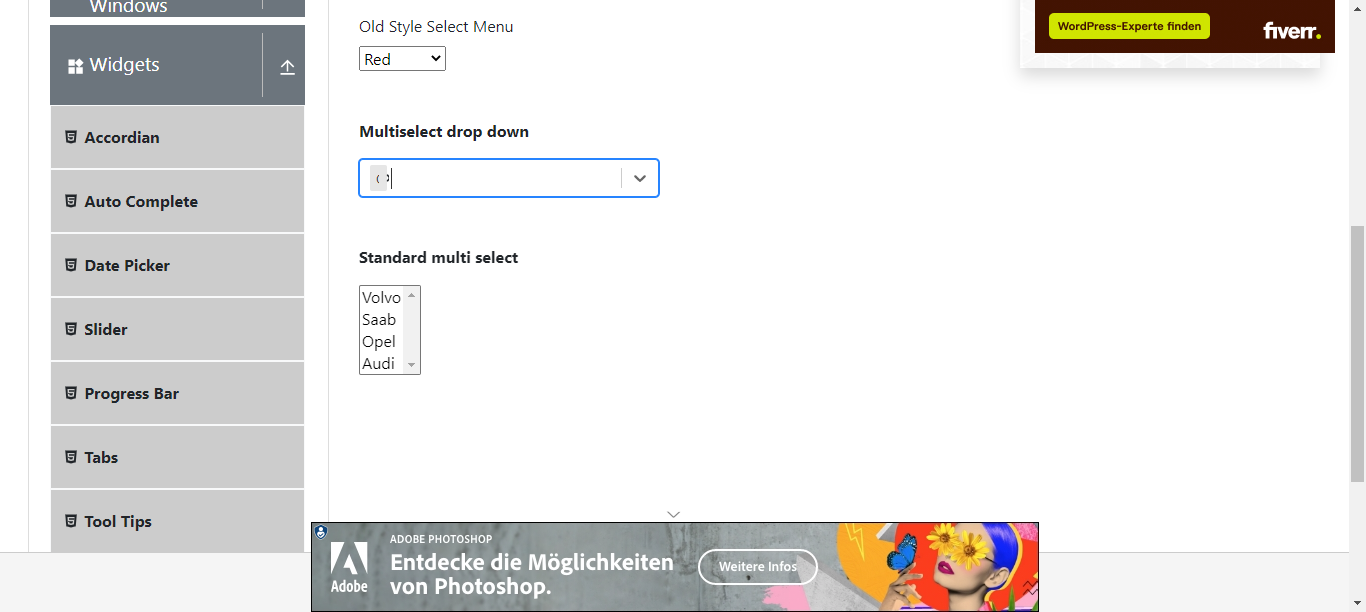 Windows
Widgets
Accordian
Auto Complete
Date Picker
Slider
Progress Bar
Tabs
Tool Tips
Old Style Select Menu
Red
Multiselect drop down
Standard multi select
Volvo
Saab
Opel
Audi
WordPress-Experte finden
fiverr.
ADOBE PHOTOSHOP
Entdecke die Möglichkeiten
von Photoshop.
Adobe
Weitere Infos